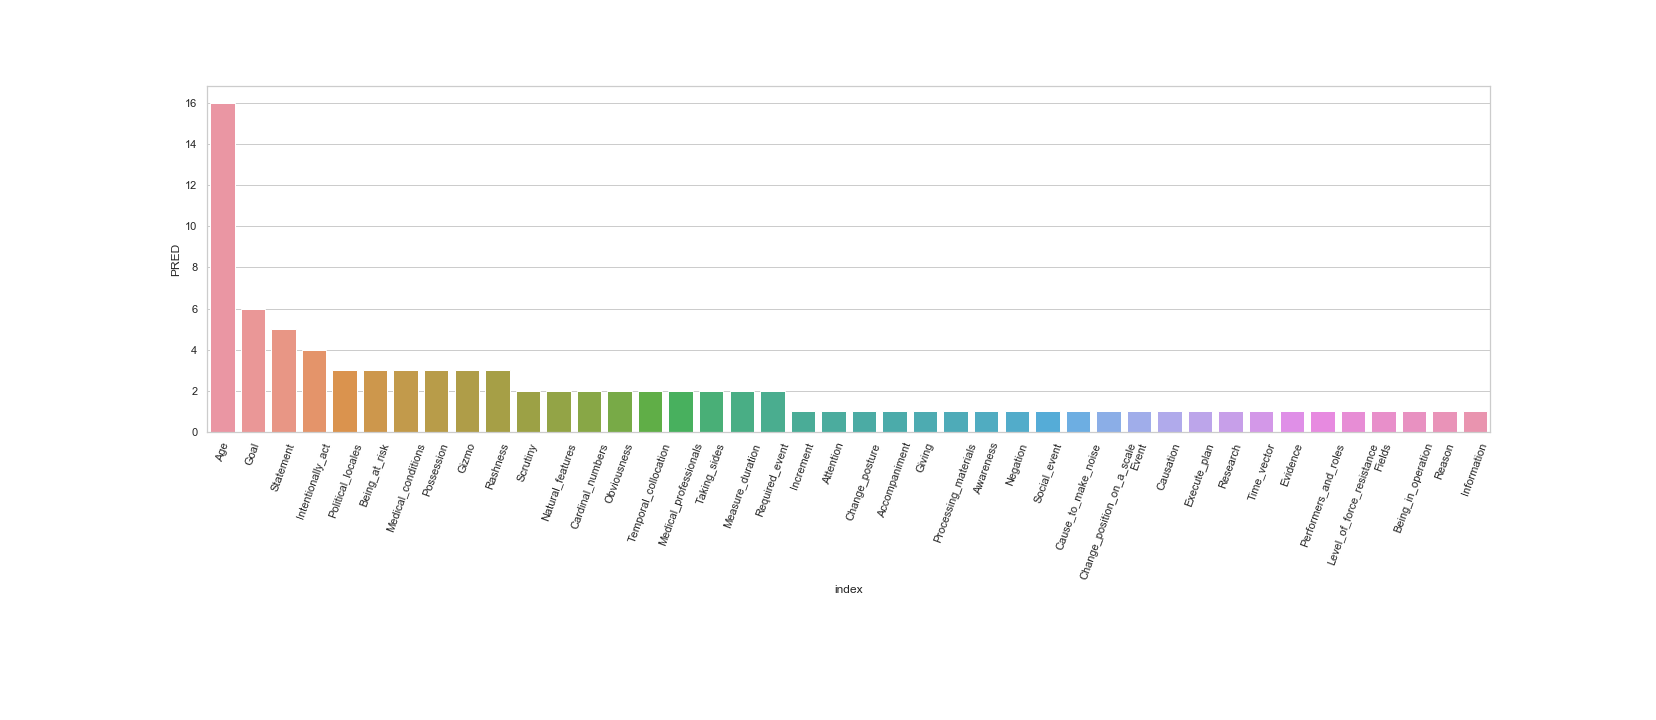 16
14
12
10
8
6
4
2
0
PRED
Age
Goal
Statement
Intentionally_act
Political_locales
Being_at_risk
Medical_conditions
Possession
Gizmo
Rashness
Scrutiny
Natural_features
Cardinal_numbers
Obviousness
Temporal_collocation
Medical_professionals
Taking_sides
Measure_duration
Required_event
Increment
Attention
Change_posture
Accompaniment
Giving
Processing_materials
Awareness
Negation
Social_event
Cause_to_make_noise
Change_position_on_a_scale
Event
Causation
Execute_plan
Research
Time_vector
Evidence
Performers_and_roles
Level_of_force_resistance
Fields
Being_in_operation
Reason
Information
index